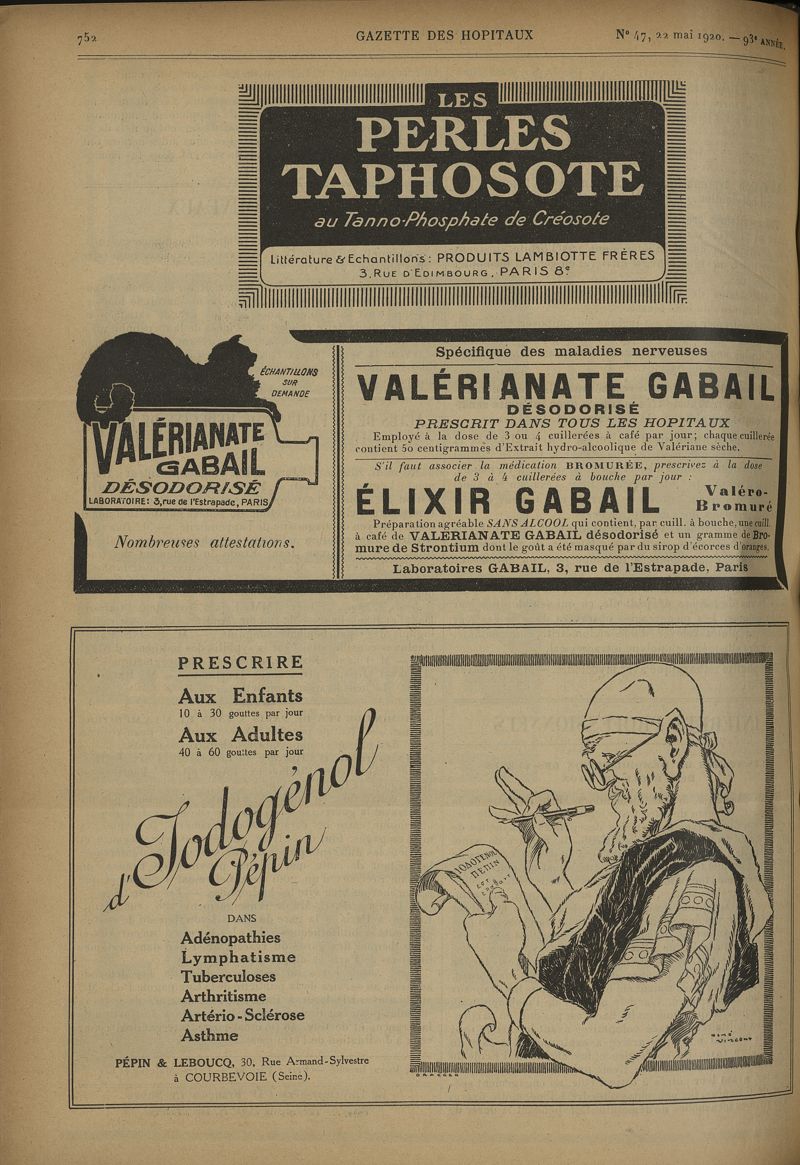 752
GAZETTE DES HOPITAUX
N° 47, 22 mai 1920. — 93e ANNÉE.
LES
PERLES
TAPHOSOTE
au Tanno-Phosphate de Créosote
Littérature & Echantillons: PRODUITS LAMBIOTTE FRÈRES
3, RUE D'EDIMBOURG, PARIS 8e
ÉCHANTILLONS
SUR
DEMANDE
VALÉRIANATE
GABAIL
DÉSODORISÉ
LABORATOIRE: 3, rue de l'Estrapade, PARIS
Nombreuses attestations.
Spécifique des maladies nerveuses
VALÉRIANATE GABAIL
DÉSODORISÉ
PRESCRIT DANS TOUS LES HOPITAUX
Employé à la dose de 3 ou 4 cuillerées à café par jour; chaque cuillerée
contient 50 centigrammes d'Extrait hydro-alcoolique de Valériane sèche.
S'il faut associer la médication BROMURÉE, prescrivez à la dose
de 3 à 4 cuillerées à bouche par jour :
ÉLIXIR GABAIL Valéro-
Bromuré
Préparation agréable SANS ALCOOL qui contient, par cuill. à bouche, une cuill.
à café de VALERIANATE GABAIL désodorisé et un gramme de Bro-
mure de Strontium dont le goût a été masqué par du sirop d'écorces d'oranges.
Laboratoires GABAIL, 3, rue de l'Estrapade, Paris
PRESCRIRE
Aux Enfants
10 à 30 gouttes par jour
Aux Adultes
40 à 60 gouttes par jour
d'Iodogénol
Pépin
DANS
Adénopathies
Lymphatisme
Tuberculoses
Arthritisme
Artério-Sclérose
Asthme
PÉPIN & LEBOUCQ, 30, Rue Armand-Sylvestre
à COURBEVOIE (Seine).
ΠΕΠΙΝ
RENÉ
VINCENT
DRAEGER